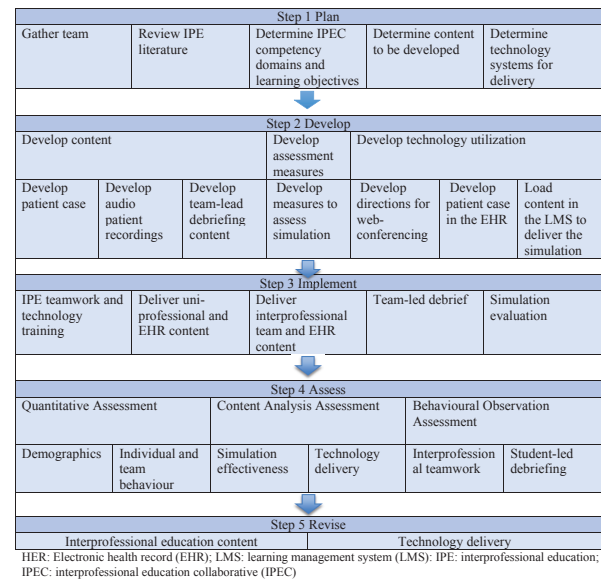 Step 1 Plan
Gather team
Review IPE
literature
Determine IPEC
competency
domains and
learning objectives
Determine content
to be developed
Determine
technology
systems for
delivery
Step 2 Develop
Develop content
Develop
assessment
measures
Develop technology utilization
Develop
patient case
Develop
audio
patient
recordings
Develop
team-lead
debriefing
content
Develop
measures to
assess
simulation
Develop
directions for
web-
conferencing
Develop
patient case
in the EHR
Load
content in
the LMS to
deliver the
simulation
Step 3 Implement
IPE teamwork and
technology
training
Deliver uni-
professional and
EHR content
Deliver
interprofessional
team and EHR
content
Team-led debrief
Simulation
evaluation
Step 4 Assess
Quantitative Assessment
Content Analysis Assessment
Behavioural Observation
Assessment
Demographics
Individual and
team
behaviour
Simulation
effectiveness
Technology
delivery
Interprofession
al teamwork
Student-led
debriefing
Step 5 Revise
Interprofessional education content
Technology delivery
HER: Electronic health record (EHR); LMS: learning management system (LMS): IPE: interprofessional education;
IPEC: interprofessional education collaborative (IPEC)